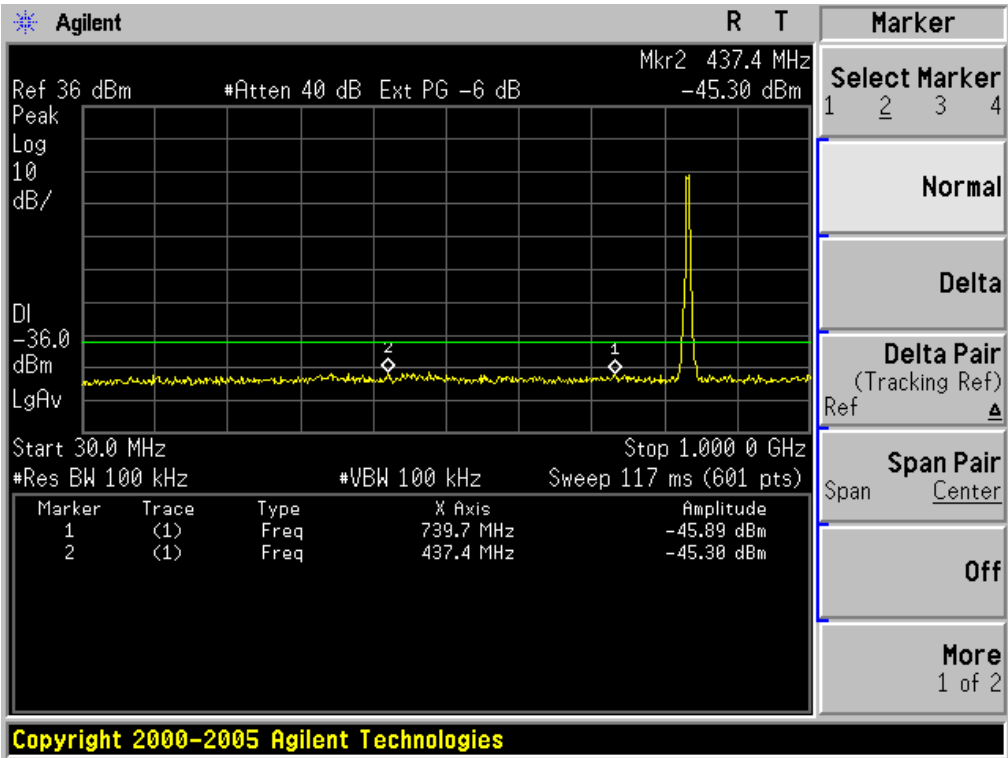 Agilent
R T
Mkr2 437.4 MHz
Ref 36 dBm #Atten 40 dB Ext PG -6 dB -45.30 dBm
Peak
Log
10
dB/
DI
-36.0
dBm
LgAv
2
1
Start 30.0 MHz Stop 1.000 0 GHz
#Res BW 100 kHz #VBW 100 kHz Sweep 117 ms (601 pts)
Marker Trace Type X Axis Amplitude
1 (1) Freq 739.7 MHz -45.89 dBm
2 (1) Freq 437.4 MHz -45.30 dBm
Copyright 2000-2005 Agilent Technologies
Marker
Select Marker
1 2 3 4
Normal
Delta
Delta Pair
(Tracking Ref)
Ref Δ
Span Pair
Span Center
Off
More
1 of 2